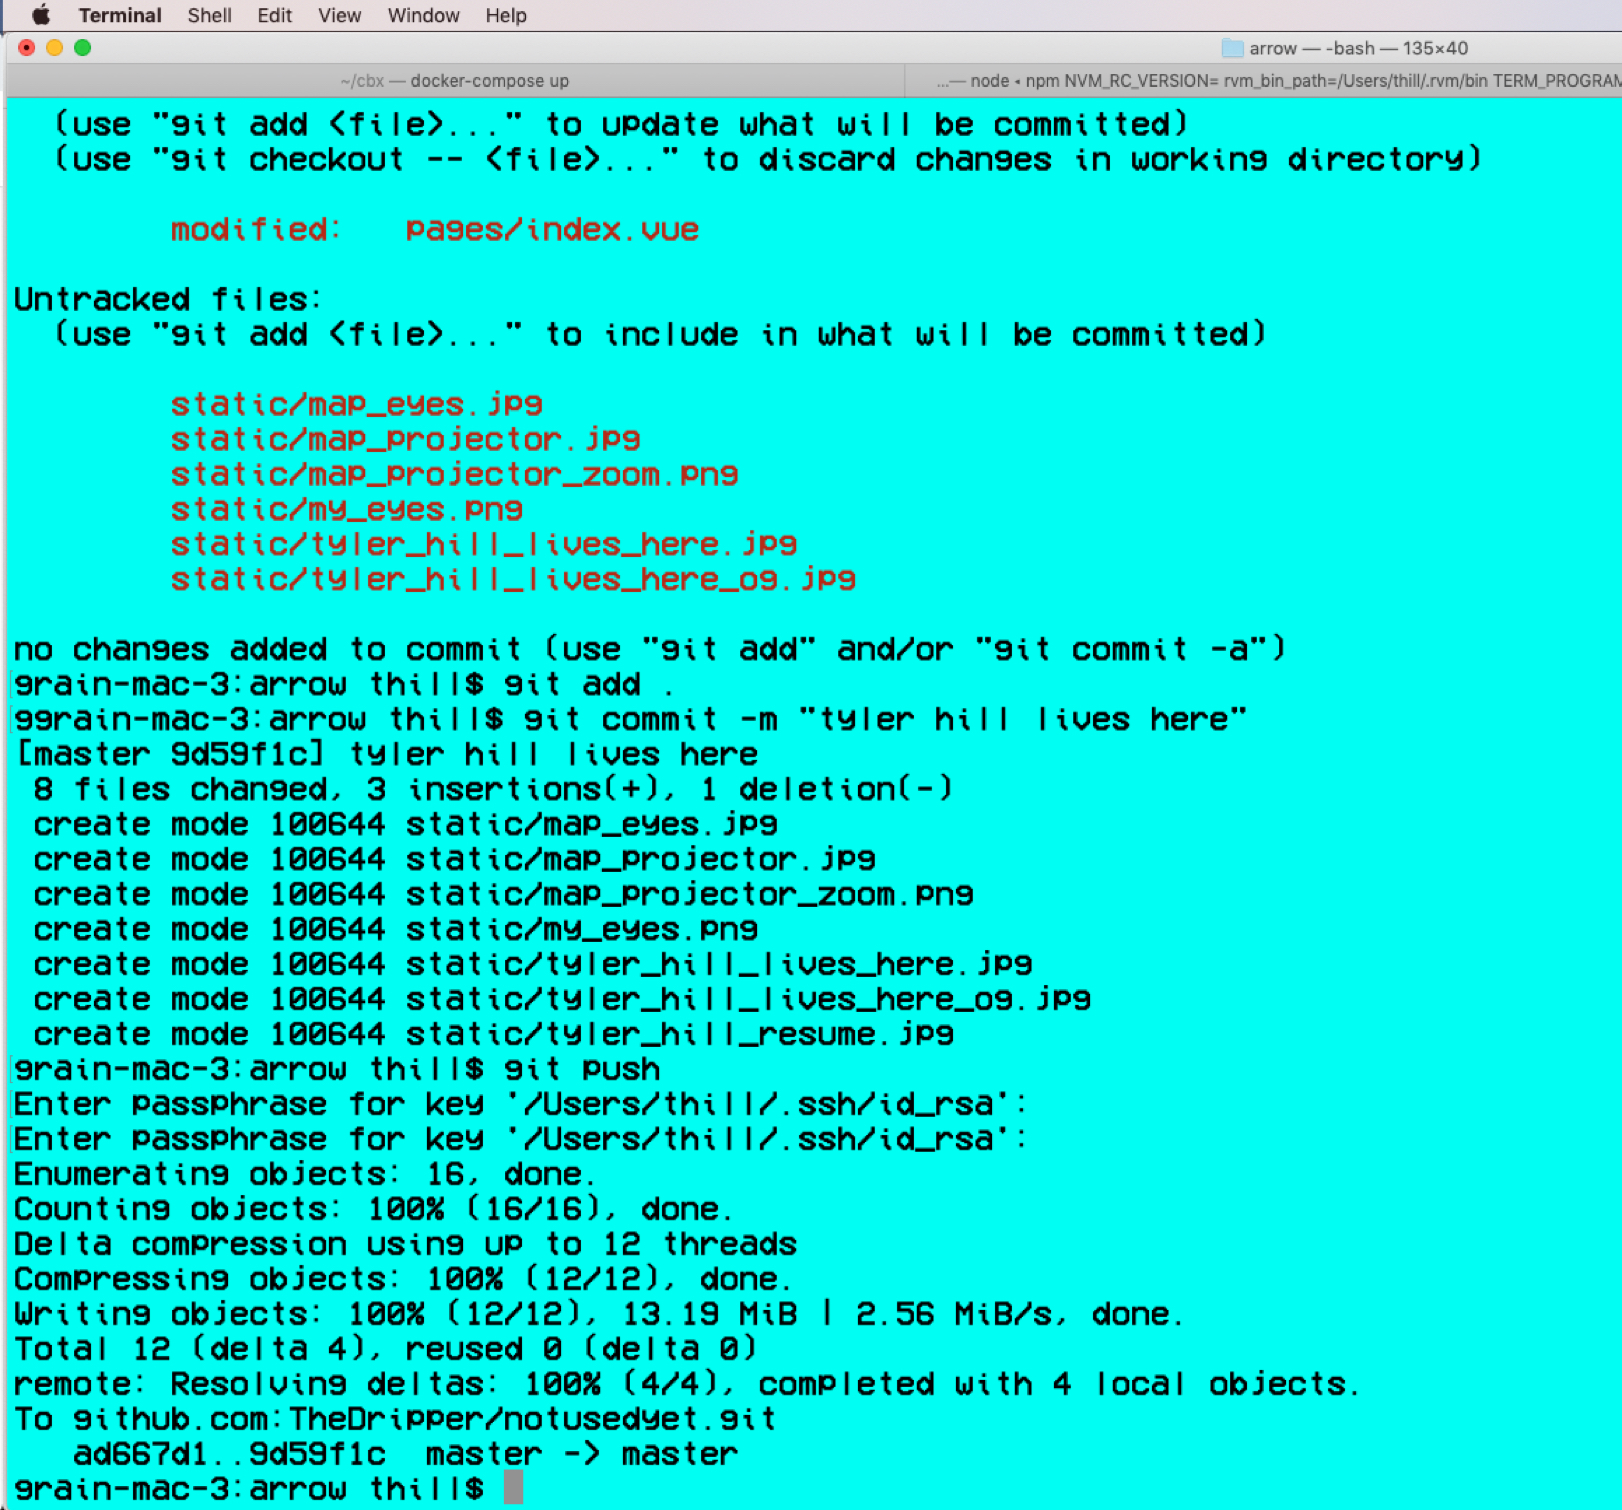 Terminal Shell Edit View Window Help
arrow — -bash — 135×40
~/cbx — docker-compose up
...— node ◂ npm NVM_RC_VERSION= rvm_bin_path=/Users/thill/.rvm/bin TERM_PROGRAM
(use "git add <file>..." to update what will be committed)
(use "git checkout -- <file>..." to discard changes in working directory)
modified: pages/index.vue
Untracked files:
(use "git add <file>..." to include in what will be committed)
static/map_eyes.jpg
static/map_projector.jpg
static/map_projector_zoom.png
static/my_eyes.png
static/tyler_hill_lives_here.jpg
static/tyler_hill_lives_here_og.jpg
no changes added to commit (use "git add" and/or "git commit -a")
grain-mac-3:arrow thill$ git add .
ggrain-mac-3:arrow thill$ git commit -m "tyler hill lives here"
[master 9d59f1c] tyler hill lives here
8 files changed, 3 insertions(+), 1 deletion(-)
create mode 100644 static/map_eyes.jpg
create mode 100644 static/map_projector.jpg
create mode 100644 static/map_projector_zoom.png
create mode 100644 static/my_eyes.png
create mode 100644 static/tyler_hill_lives_here.jpg
create mode 100644 static/tyler_hill_lives_here_og.jpg
create mode 100644 static/tyler_hill_resume.jpg
grain-mac-3:arrow thill$ git push
Enter passphrase for key '/Users/thill/.ssh/id_rsa':
Enter passphrase for key '/Users/thill/.ssh/id_rsa':
Enumerating objects: 16, done.
Counting objects: 100% (16/16), done.
Delta compression using up to 12 threads
Compressing objects: 100% (12/12), done.
Writing objects: 100% (12/12), 13.19 MiB | 2.56 MiB/s, done.
Total 12 (delta 4), reused 0 (delta 0)
remote: Resolving deltas: 100% (4/4), completed with 4 local objects.
To github.com:TheDripper/notusedyet.git
ad667d1..9d59f1c master -> master
grain-mac-3:arrow thill$